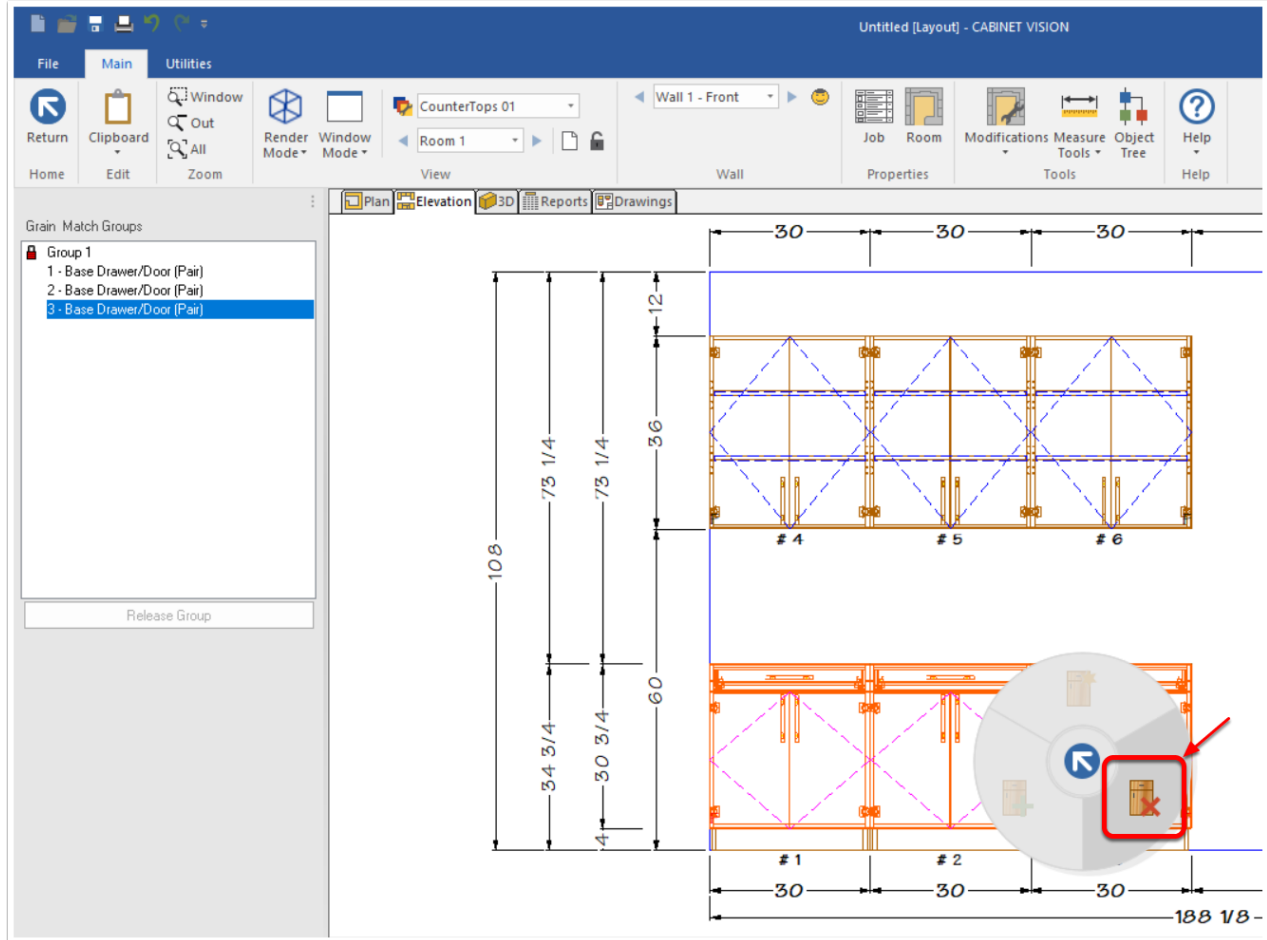 Untitled [Layout] - CABINET VISION
File Main Utilities
Return
Clipboard
Window
Out
All
Render Mode
Window Mode
CounterTops 01
Room 1
Wall 1 - Front
Job
Room
Modifications
Measure Tools
Object Tree
Help
Home Edit Zoom View Wall Properties Tools Help
Plan Elevation 3D Reports Drawings
Grain Match Groups
Group 1
1 - Base Drawer/Door (Pair)
2 - Base Drawer/Door (Pair)
3 - Base Drawer/Door (Pair)
Release Group
30 30 30
12
36
73 1/4
73 1/4
108
# 4 # 5 # 6
60
34 3/4
30 3/4
4
# 1 # 2
30 30 30
188 1/8